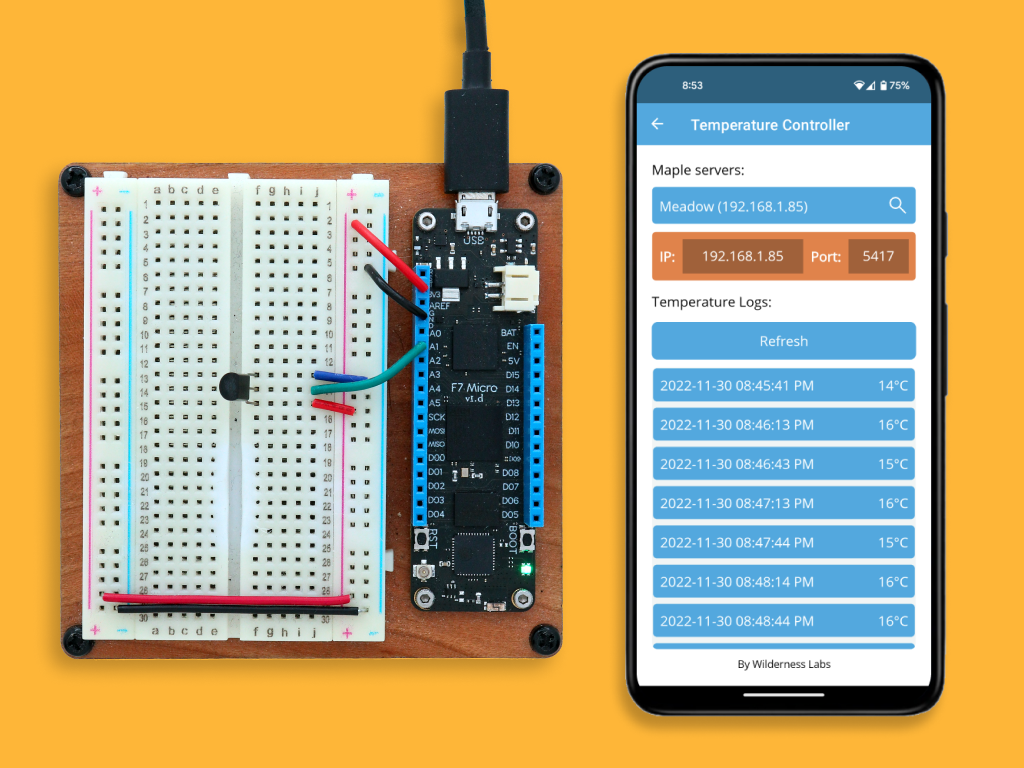 a b c d e
f g h i j
USB
3V3
AREF
A0
A1
A2
A3
A4
A5
SCK
MOSI
MISO
D00
D01
D02
D03
D04
BAT
EN
5V
D15
D14
D13
D12
D11
D10
D09
D08
D07
D06
D05
F7 Micro
v1.d
RST
BOOT
a b c d e
f g h i j
8:53
75%
Temperature Controller
Maple servers:
Meadow (192.168.1.85)
IP: 192.168.1.85 Port: 5417
Temperature Logs:
Refresh
2022-11-30 08:45:41 PM 14°C
2022-11-30 08:46:13 PM 16°C
2022-11-30 08:46:43 PM 15°C
2022-11-30 08:47:13 PM 16°C
2022-11-30 08:47:44 PM 15°C
2022-11-30 08:48:14 PM 16°C
2022-11-30 08:48:44 PM 16°C
By Wilderness Labs